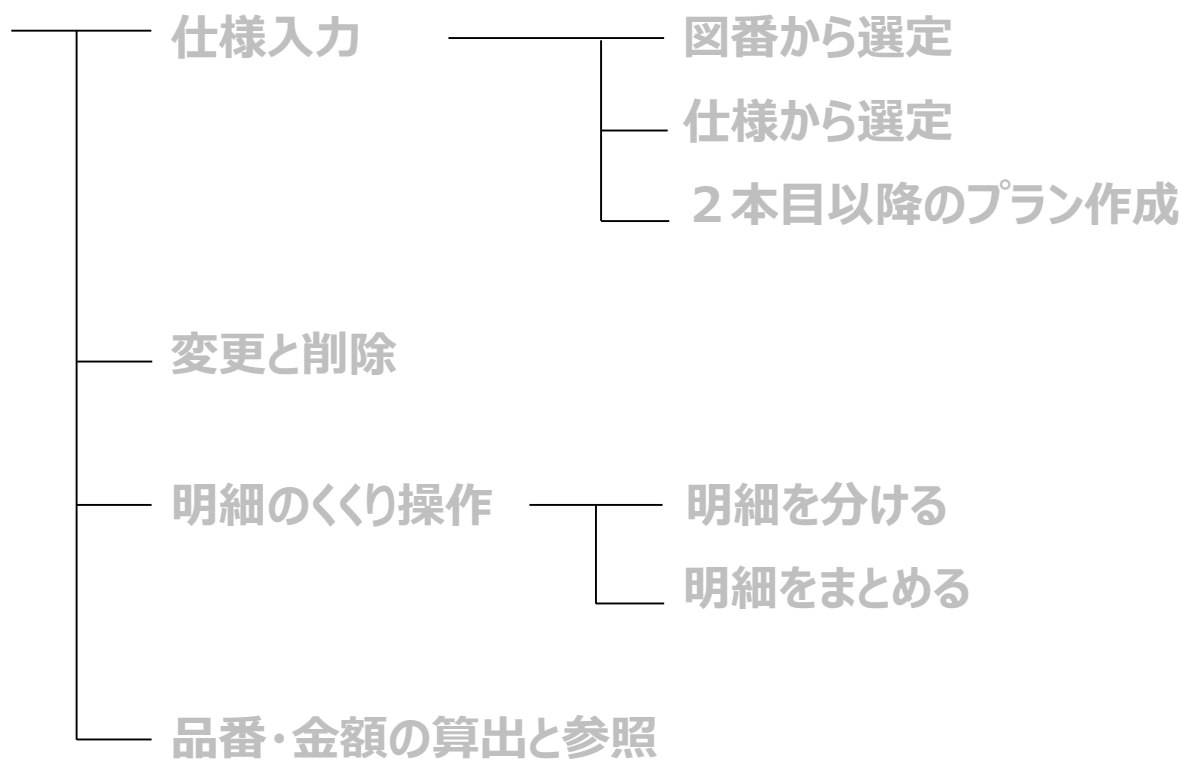 仕様入力
図番から選定
仕様から選定
２本目以降のプラン作成
変更と削除
明細のくくり操作
明細を分ける
明細をまとめる
品番・金額の算出と参照